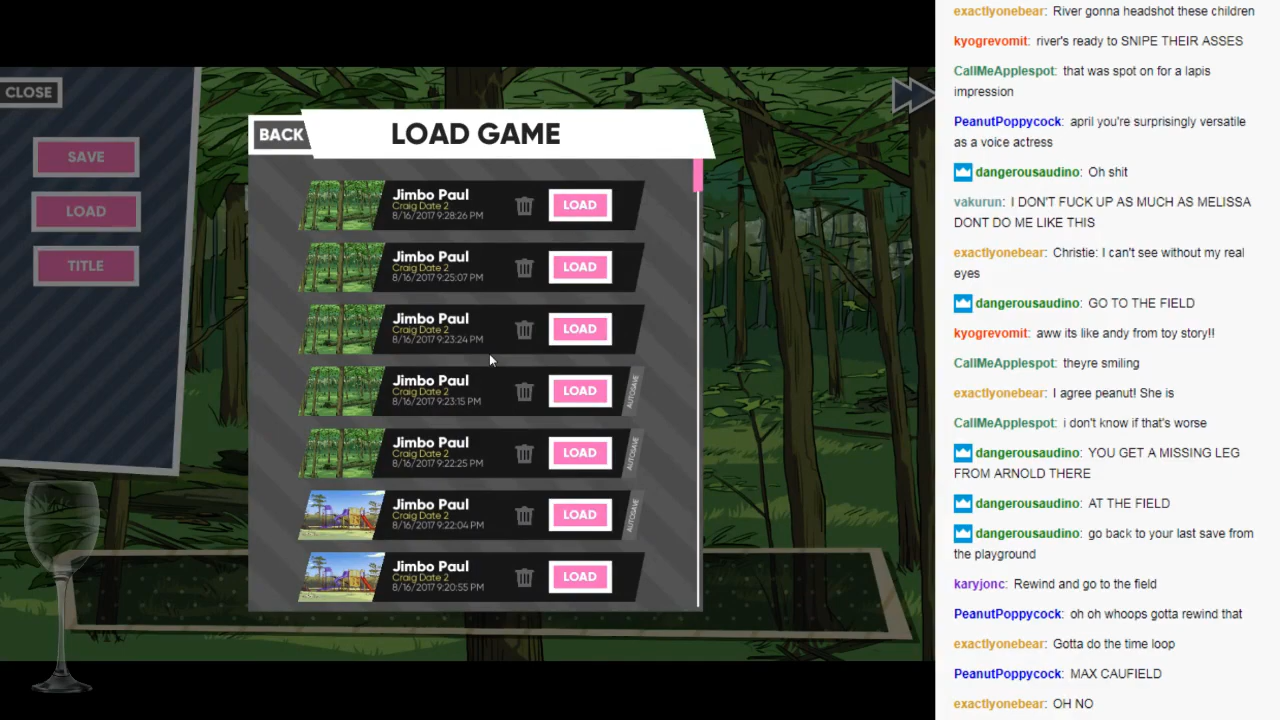 CLOSE
SAVE
LOAD
TITLE
BACK
LOAD GAME
Jimbo Paul
Craig Date 2
8/16/2017 9:28:26 PM
LOAD
Jimbo Paul
Craig Date 2
8/16/2017 9:25:07 PM
LOAD
Jimbo Paul
Craig Date 2
8/16/2017 9:23:24 PM
LOAD
Jimbo Paul
Craig Date 2
8/16/2017 9:23:15 PM
LOAD
AUTOSAVE
Jimbo Paul
Craig Date 2
8/16/2017 9:22:25 PM
LOAD
AUTOSAVE
Jimbo Paul
Craig Date 2
8/16/2017 9:22:04 PM
LOAD
AUTOSAVE
Jimbo Paul
Craig Date 2
8/16/2017 9:20:55 PM
LOAD
exactlyonebear: River gonna headshot these children
kyogrevomit: river's ready to SNIPE THEIR ASSES
CallMeApplespot: that was spot on for a lapis
impression
PeanutPoppycock: april you're surprisingly versatile
as a voice actress
dangerousaudino: Oh shit
vakurun: I DON'T FUCK UP AS MUCH AS MELISSA
DONT DO ME LIKE THIS
exactlyonebear: Christie: I can't see without my real
eyes
dangerousaudino: GO TO THE FIELD
kyogrevomit: aww its like andy from toy story!!
CallMeApplespot: theyre smiling
exactlyonebear: I agree peanut! She is
CallMeApplespot: i don't know if that's worse
dangerousaudino: YOU GET A MISSING LEG
FROM ARNOLD THERE
dangerousaudino: AT THE FIELD
dangerousaudino: go back to your last save from
the playground
karyjonc: Rewind and go to the field
PeanutPoppycock: oh oh whoops gotta rewind that
exactlyonebear: Gotta do the time loop
PeanutPoppycock: MAX CAUFIELD
exactlyonebear: OH NO